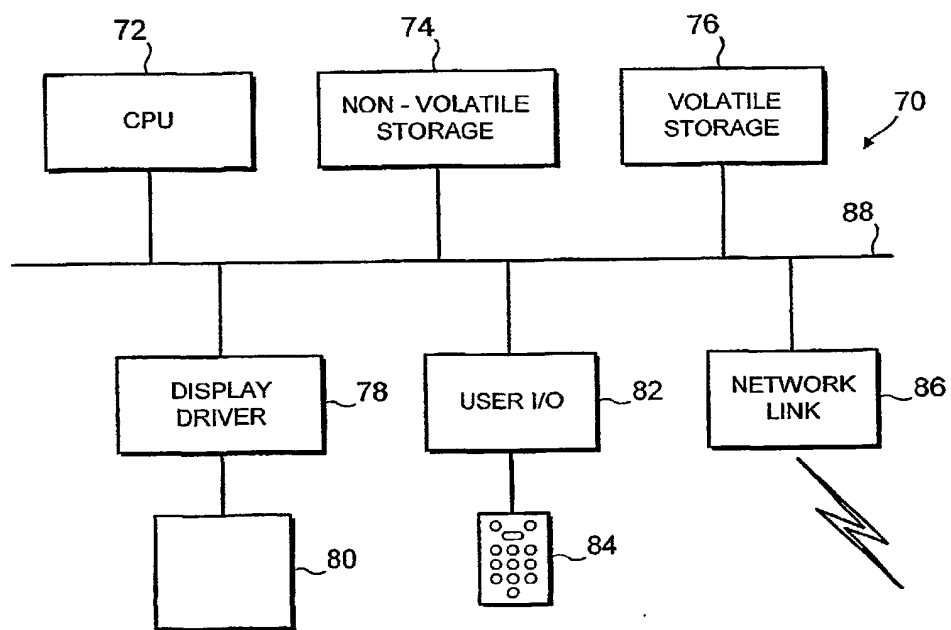 72
74
76
CPU
NON - VOLATILE
STORAGE
VOLATILE
STORAGE
70
88
DISPLAY
DRIVER
78
USER I/O
82
NETWORK
LINK
86
80
84